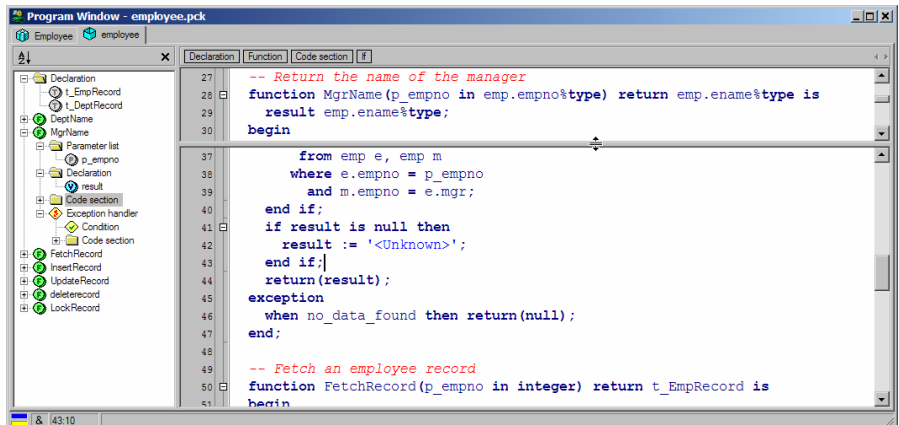 Program Window - employee.pck
Employee employee
Declaration Function Code section If
Declaration
t_EmpRecord
t_DeptRecord
DeptName
MgrName
Parameter list
p_empno
Declaration
result
Code section
Exception handler
Condition
Code section
FetchRecord
InsertRecord
UpdateRecord
deleterecord
LockRecord
27 -- Return the name of the manager
28 function MgrName(p_empno in emp.empno%type) return emp.ename%type is
29 result emp.ename%type;
30 begin
37 from emp e, emp m
38 where e.empno = p_empno
39 and m.empno = e.mgr;
40 end if;
41 if result is null then
42 result := '<Unknown>';
43 end if;
44 return(result);
45 exception
46 when no_data_found then return(null);
47 end;
48
49 -- Fetch an employee record
50 function FetchRecord(p_empno in integer) return t_EmpRecord is
51 begin
& 43:10